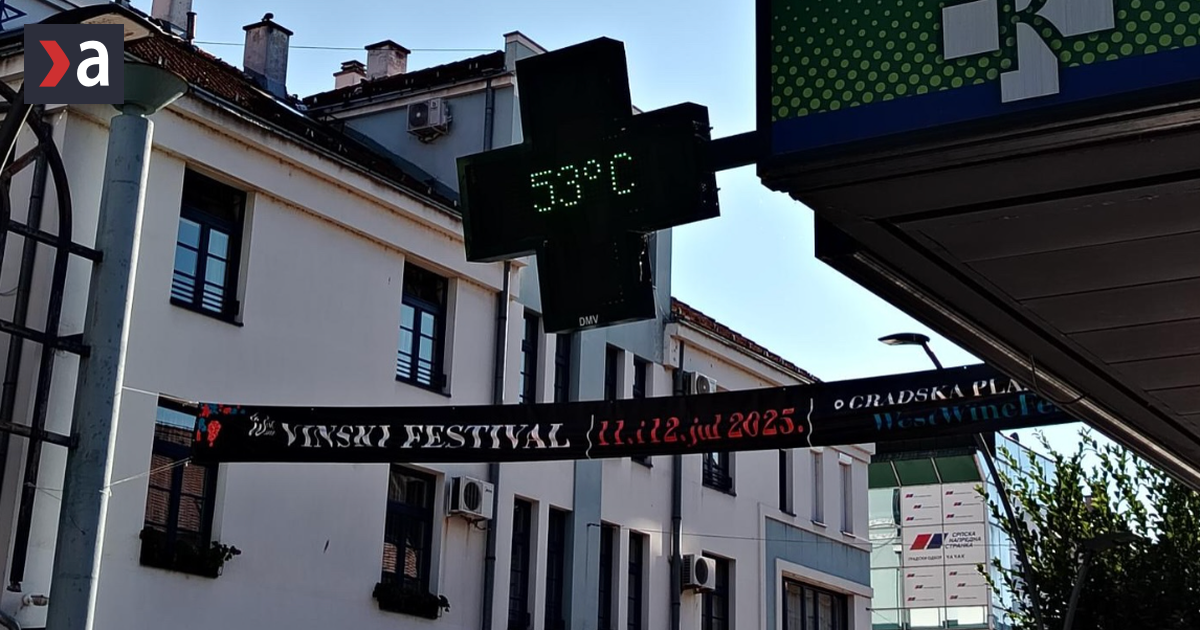 a
53°C
DMV
VINSKI FESTIVAL
11. i 12. jul 2025.
GRADSKA PLA
WestWineFe
СРПСКА
НАПРЕДНА
СТРАНКА